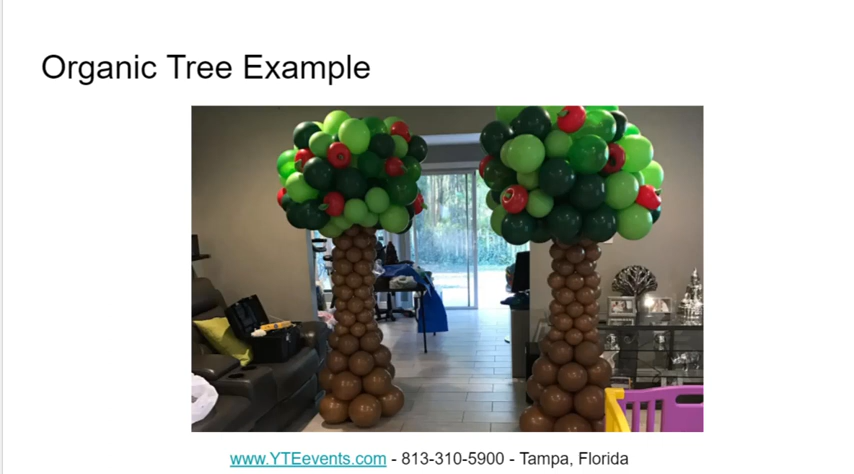 Organic Tree Example
www.YTEevents.com - 813-310-5900 - Tampa, Florida